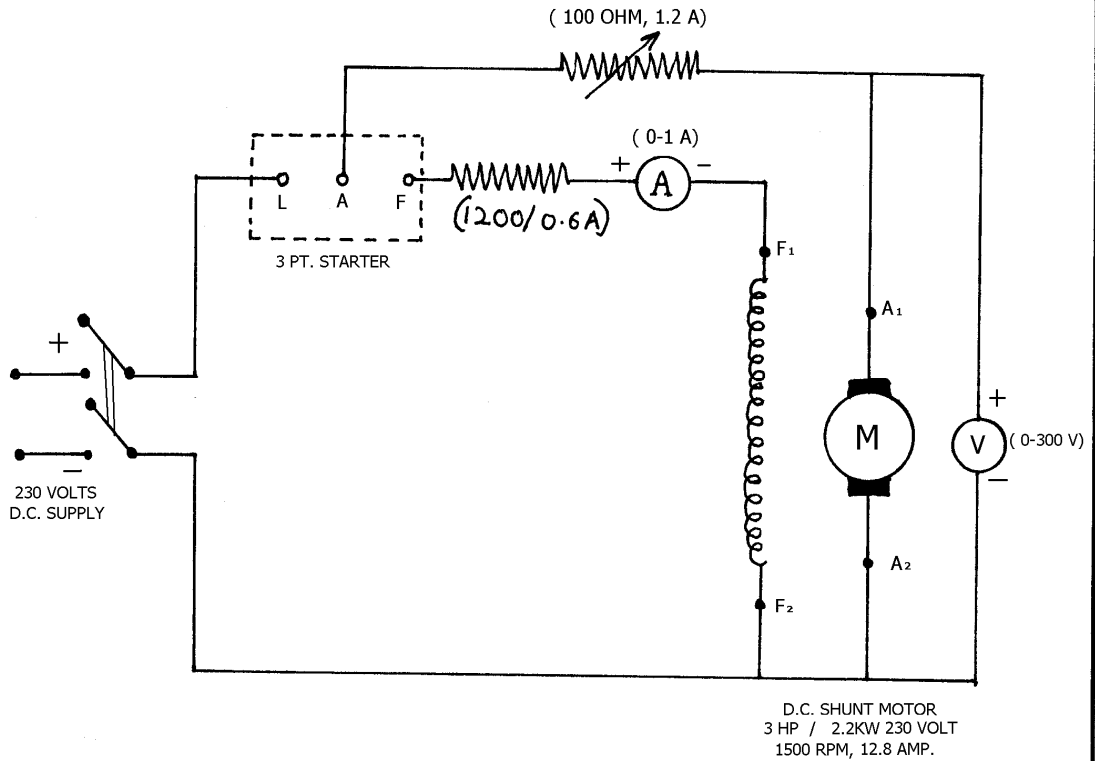 ( 100 OHM, 1.2 A)
( 0-1 A)
+ A -
L A F
(1200/0.6A)
3 PT. STARTER
F₁
A₁
+
+
M
V
( 0-300 V)
-
-
230 VOLTS
D.C. SUPPLY
A₂
F₂
D.C. SHUNT MOTOR
3 HP / 2.2KW 230 VOLT
1500 RPM, 12.8 AMP.